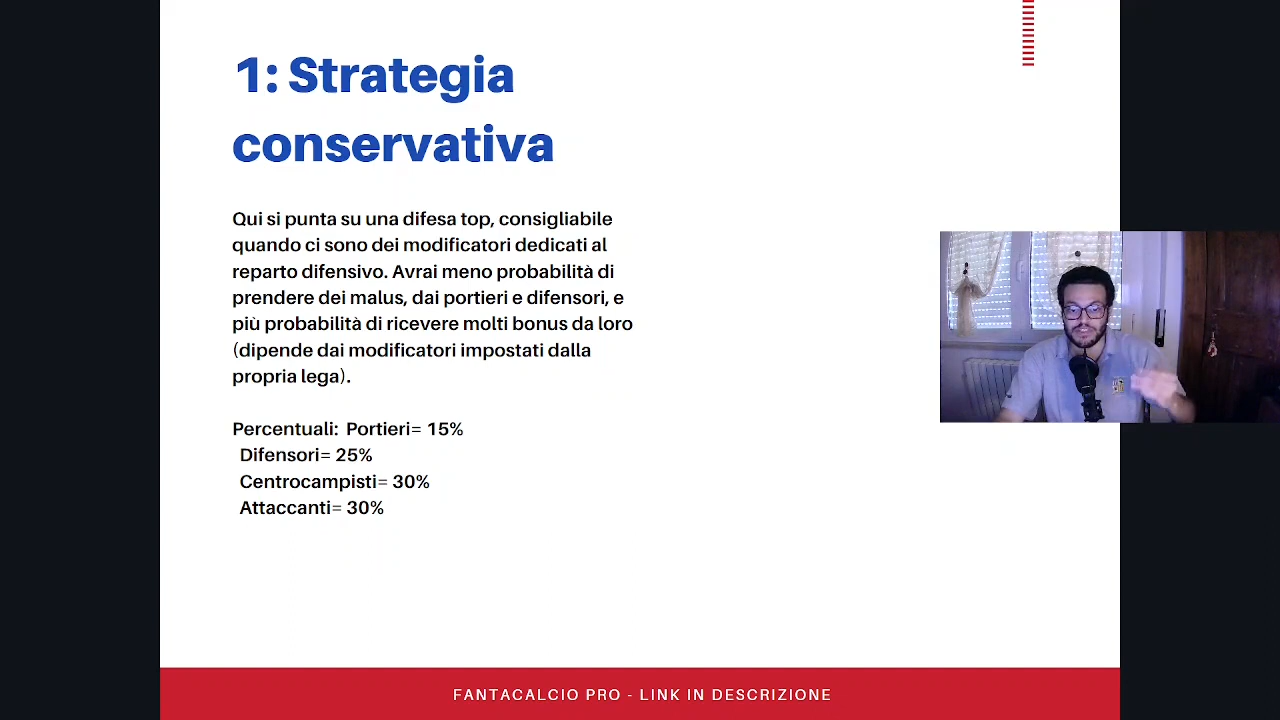 1: Strategia
conservativa
Qui si punta su una difesa top, consigliabile
quando ci sono dei modificatori dedicati al
reparto difensivo. Avrai meno probabilità di
prendere dei malus, dai portieri e difensori, e
più probabilità di ricevere molti bonus da loro
(dipende dai modificatori impostati dalla
propria lega).
Percentuali: Portieri= 15%
Difensori= 25%
Centrocampisti= 30%
Attaccanti= 30%
FANTACALCIO PRO - LINK IN DESCRIZIONE